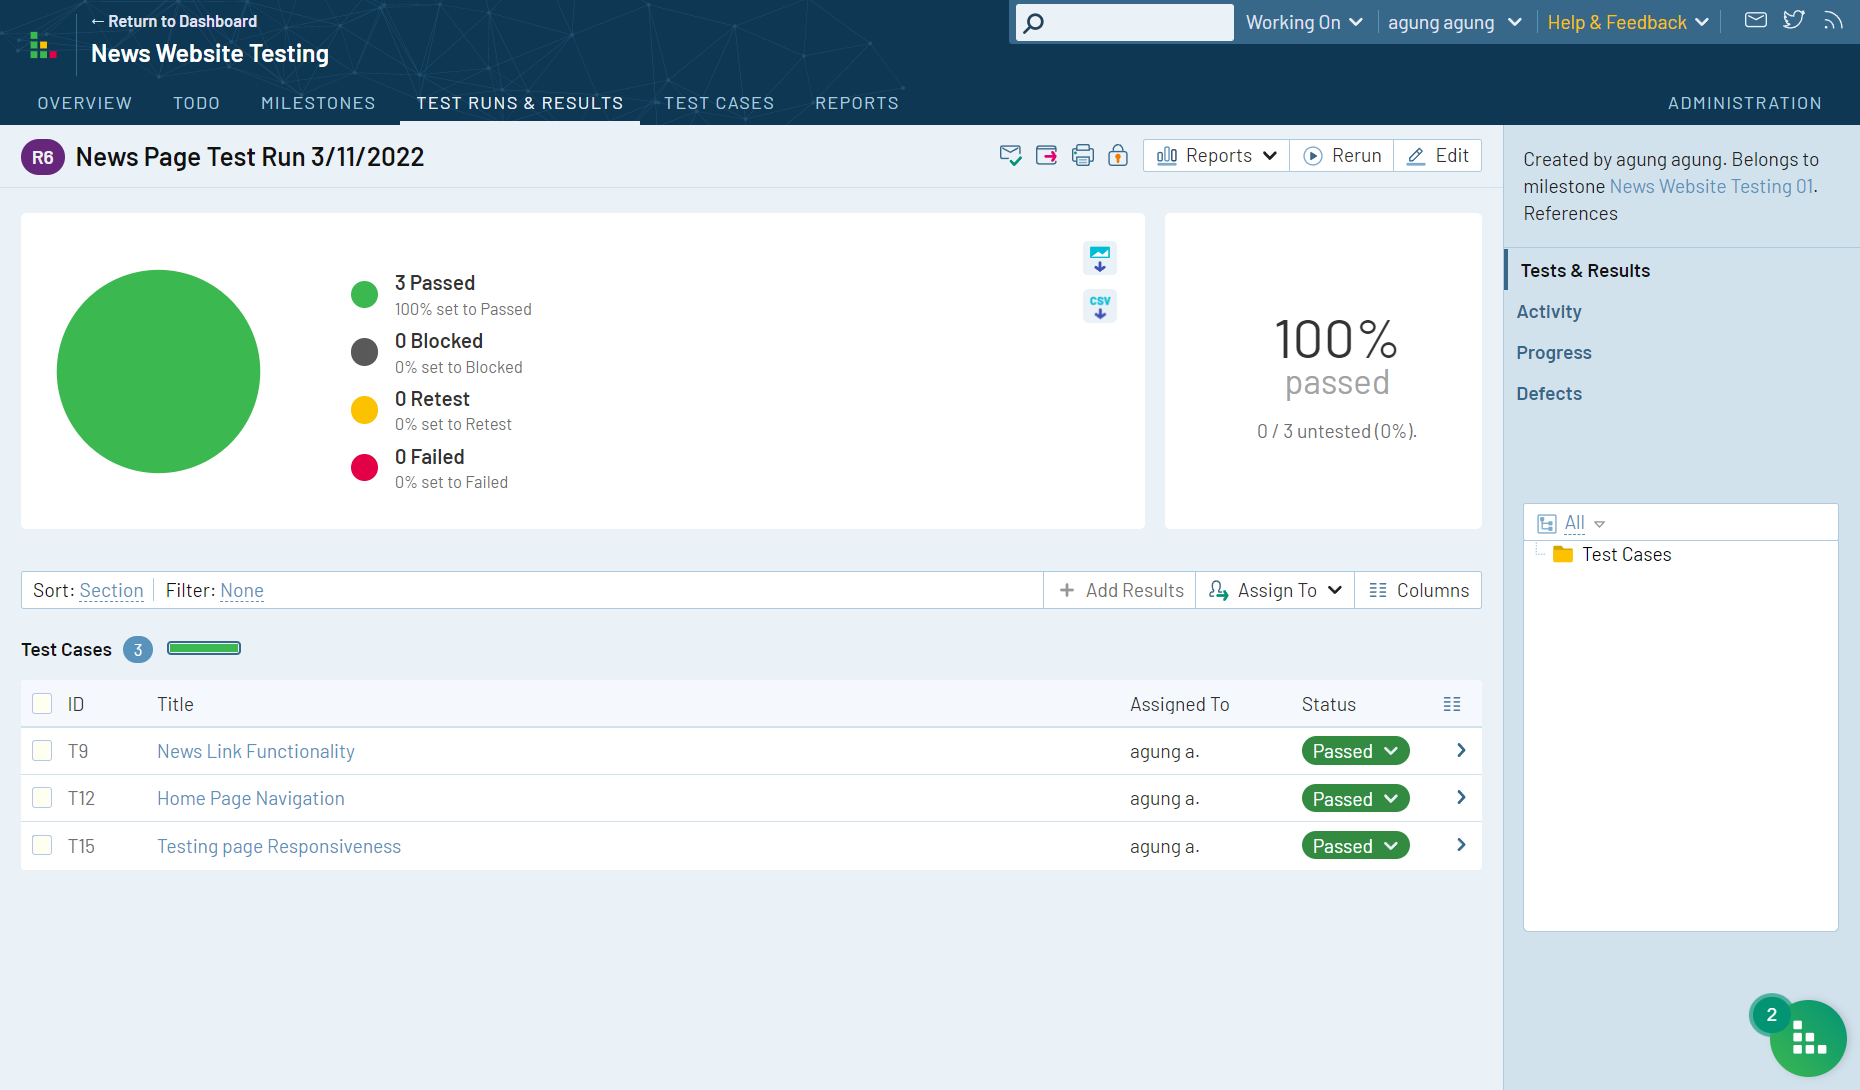 ← Return to Dashboard
News Website Testing
Working On
agung agung
Help & Feedback
OVERVIEW
TODO
MILESTONES
TEST RUNS & RESULTS
TEST CASES
REPORTS
ADMINISTRATION
R6
News Page Test Run 3/11/2022
Reports
Rerun
Edit
Created by agung agung. Belongs to
milestone News Website Testing 01.
References
3 Passed
100% set to Passed
0 Blocked
0% set to Blocked
0 Retest
0% set to Retest
0 Failed
0% set to Failed
CSV
100%
passed
0 / 3 untested (0%).
Tests & Results
Activity
Progress
Defects
All
Test Cases
Sort: Section
Filter: None
Add Results
Assign To
Columns
Test Cases 3
ID Title Assigned To Status
T9 News Link Functionality agung a. Passed
T12 Home Page Navigation agung a. Passed
T15 Testing page Responsiveness agung a. Passed
2